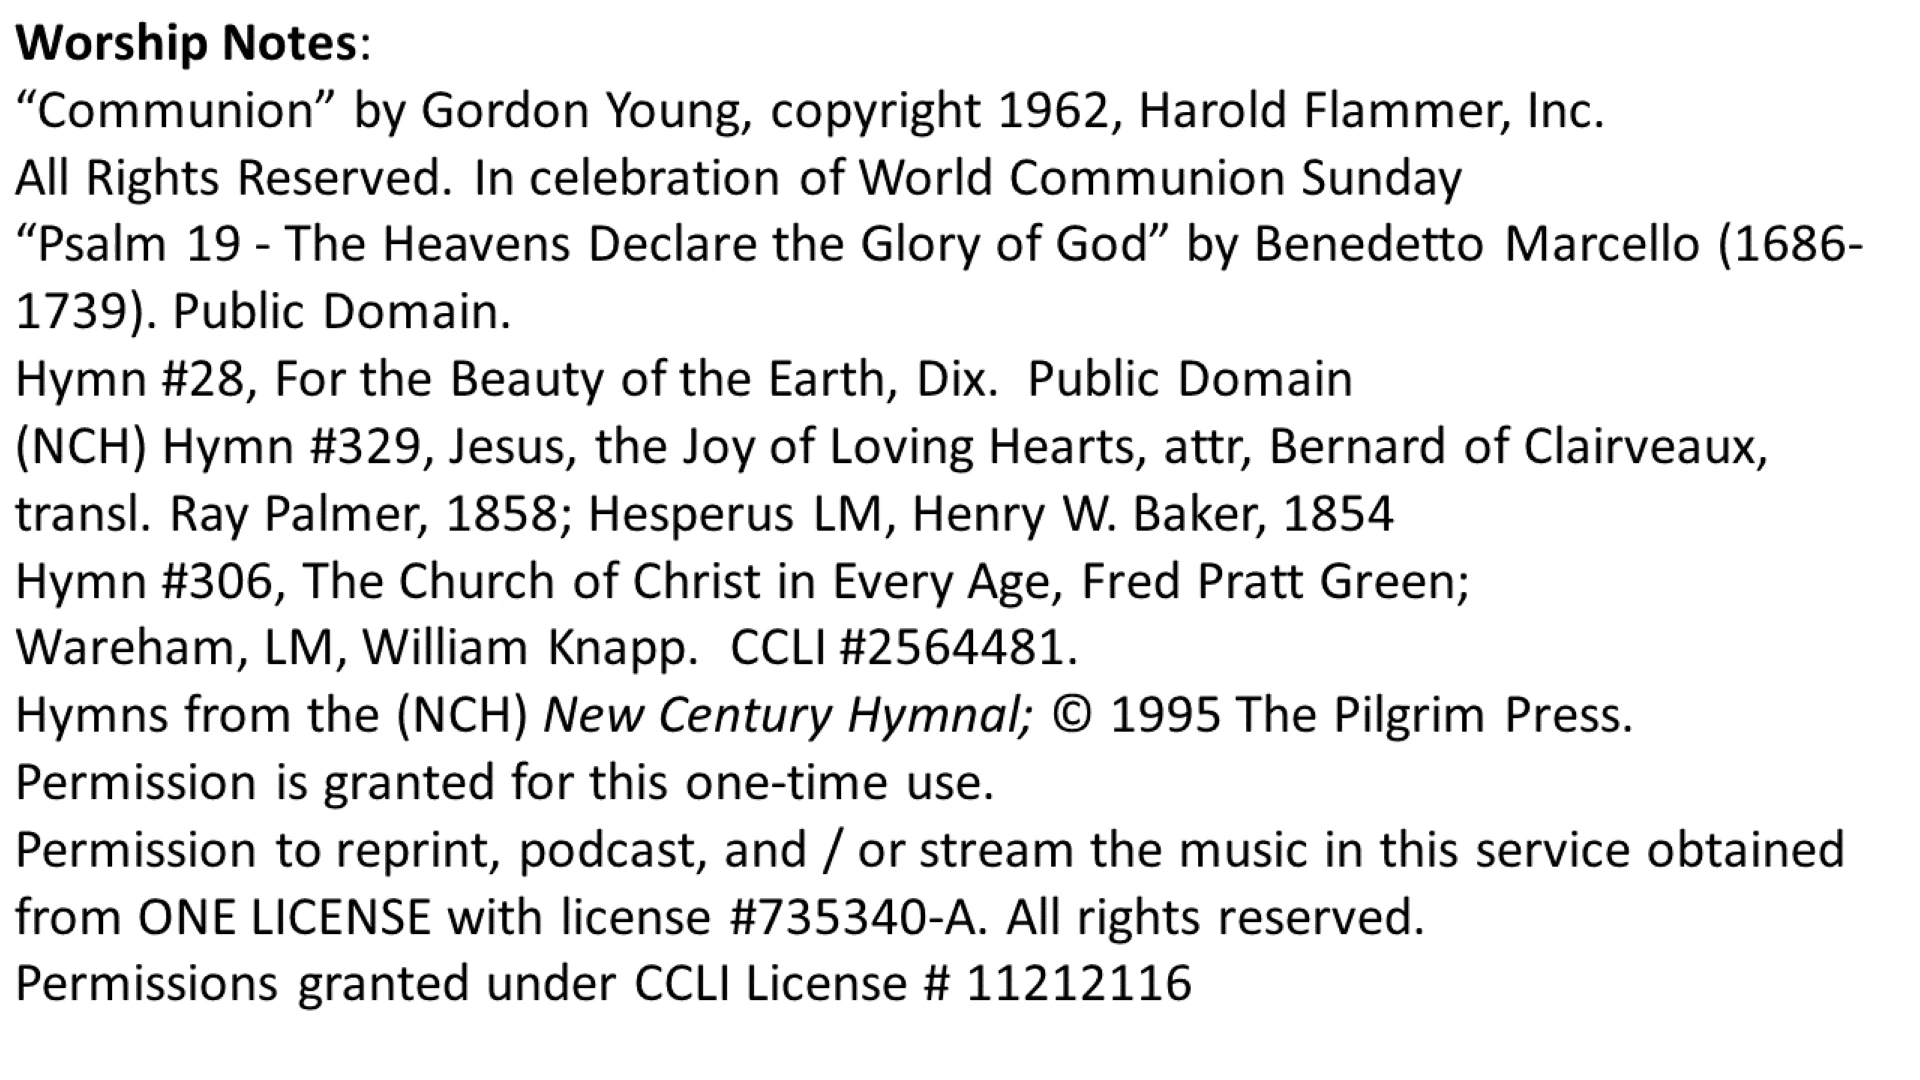 Worship Notes:
“Communion” by Gordon Young, copyright 1962, Harold Flammer, Inc.
All Rights Reserved. In celebration of World Communion Sunday
“Psalm 19 - The Heavens Declare the Glory of God” by Benedetto Marcello (1686-
1739). Public Domain.
Hymn #28, For the Beauty of the Earth, Dix.  Public Domain
(NCH) Hymn #329, Jesus, the Joy of Loving Hearts, attr, Bernard of Clairveaux,
transl. Ray Palmer, 1858; Hesperus LM, Henry W. Baker, 1854
Hymn #306, The Church of Christ in Every Age, Fred Pratt Green;
Wareham, LM, William Knapp.  CCLI #2564481.
Hymns from the (NCH) New Century Hymnal; © 1995 The Pilgrim Press.
Permission is granted for this one-time use.
Permission to reprint, podcast, and / or stream the music in this service obtained
from ONE LICENSE with license #735340-A. All rights reserved.
Permissions granted under CCLI License # 11212116